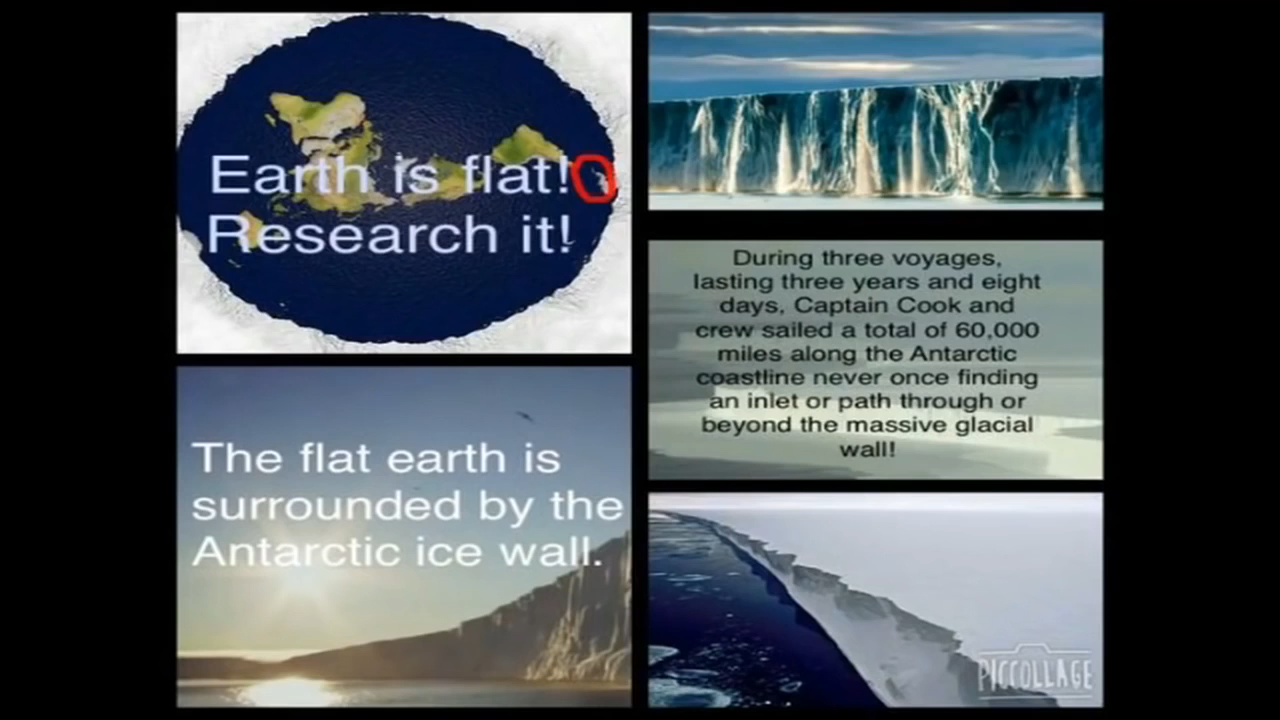 Earth is flat!
Research it!
The flat earth is
surrounded by the
Antarctic ice wall.
During three voyages,
lasting three years and eight
days, Captain Cook and
crew sailed a total of 60,000
miles along the Antarctic
coastline never once finding
an inlet or path through or
beyond the massive glacial
wall!
PIC COLLAGE